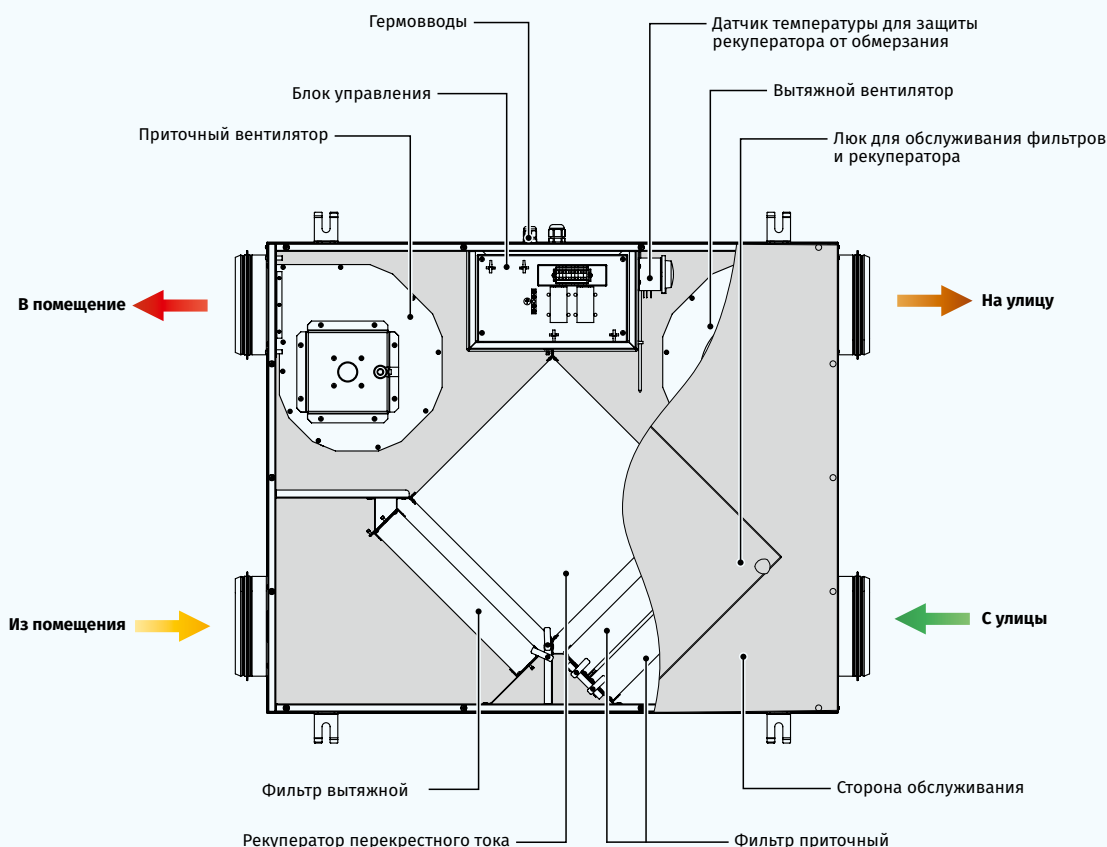 Гермовводы
Датчик температуры для защиты
рекуператора от обмерзания
Блок управления
Вытяжной вентилятор
Приточный вентилятор
Люк для обслуживания фильтров
и рекуператора
В помещение
На улицу
Из помещения
С улицы
Фильтр вытяжной
Сторона обслуживания
Рекуператор перекрестного тока
Фильтр приточный